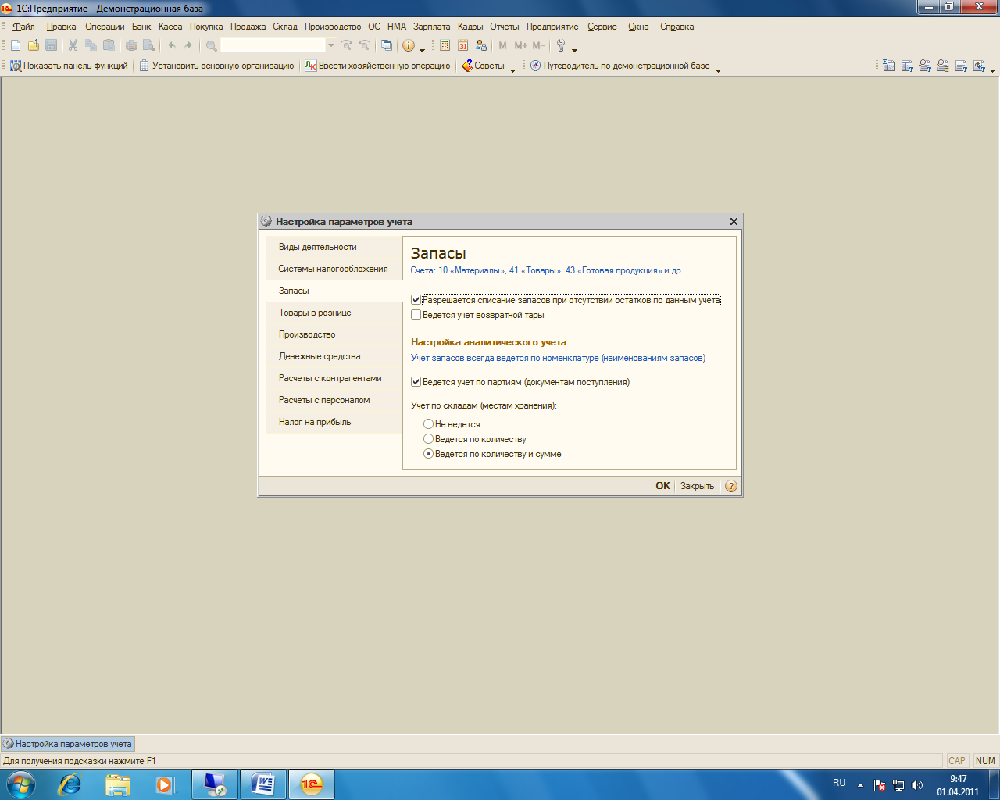 1С:Предприятие - Демонстрационная база
Файл Правка Операции Банк Касса Покупка Продажа Склад Производство ОС НМА Зарплата Кадры Отчеты Предприятие Сервис Окна Справка
M M+ M−
Показать панель функций Установить основную организацию Ввести хозяйственную операцию Советы Путеводитель по демонстрационной базе
Настройка параметров учета
Виды деятельности
Системы налогообложения
Запасы
Товары в рознице
Производство
Денежные средства
Расчеты с контрагентами
Расчеты с персоналом
Налог на прибыль
Запасы
Счета: 10 «Материалы», 41 «Товары», 43 «Готовая продукция» и др.
Разрешается списание запасов при отсутствии остатков по данным учета
Ведется учет возвратной тары
Настройка аналитического учета
Учет запасов всегда ведется по номенклатуре (наименованиям запасов)
Ведется учет по партиям (документам поступления)
Учет по складам (местам хранения):
Не ведется
Ведется по количеству
Ведется по количеству и сумме
OK Закрыть ?
Настройка параметров учета
Для получения подсказки нажмите F1
CAP NUM
RU
9:47
01.04.2011